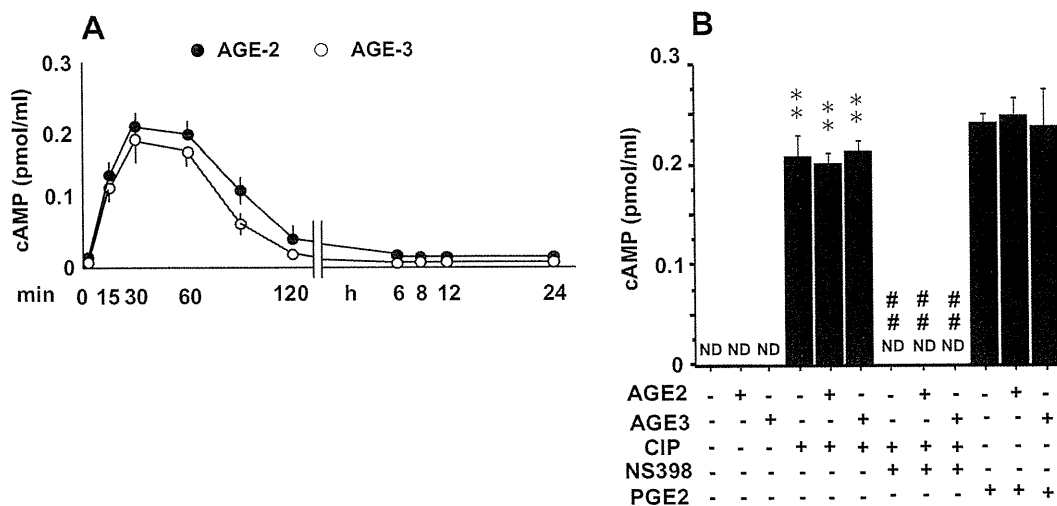 A
AGE-2 AGE-3
cAMP (pmol/ml)
0.3
0.2
0.1
0
min 0 15 30 60 120 h 6 8 12 24
B
cAMP (pmol/ml)
0.3
0.2
0.1
0
** ** **
## ## ##
ND ND ND ND ND ND
AGE2 - + - - + - - + - - + -
AGE3 - - + - - + - - + - - +
CIP - - - + + + + + + - - -
NS398 - - - - - - + + + - - -
PGE2 - - - - - - - - - + + +